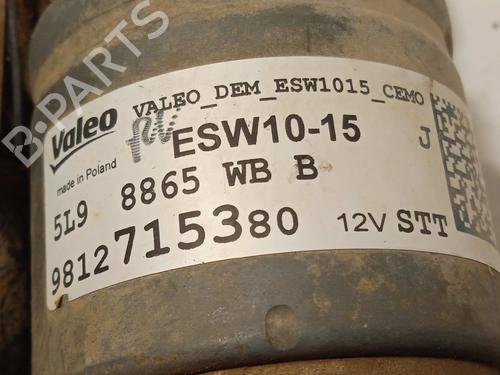 VALEO_DEM_ESW1015_CEMO
Valeo
ESW10-15 J
made in Poland
5L9 8865 WB B
9812715380 12V STT
B-PARTS